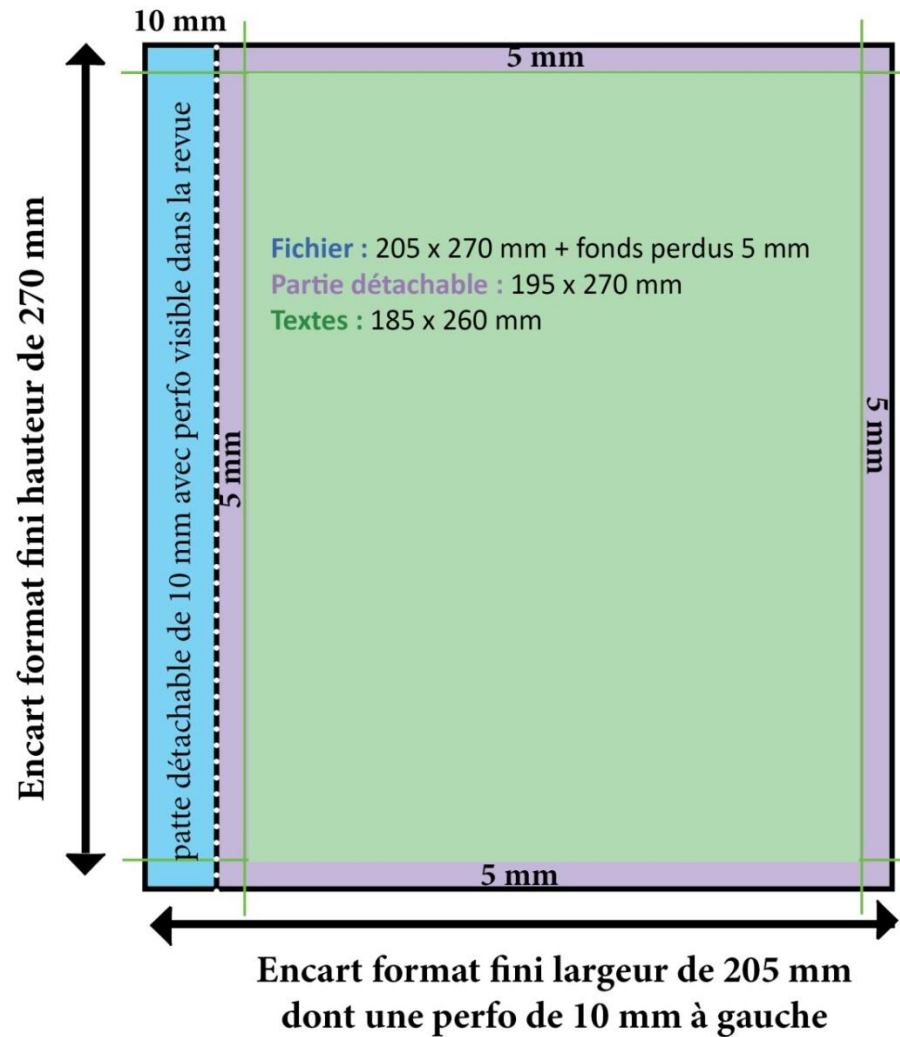 10 mm
5 mm
Encart format fini hauteur de 270 mm
patte détachable de 10 mm avec perfo visible dans la revue
5 mm
Fichier : 205 x 270 mm + fonds perdus 5 mm
Partie détachable : 195 x 270 mm
Textes : 185 x 260 mm
5 mm
5 mm
Encart format fini largeur de 205 mm
dont une perfo de 10 mm à gauche